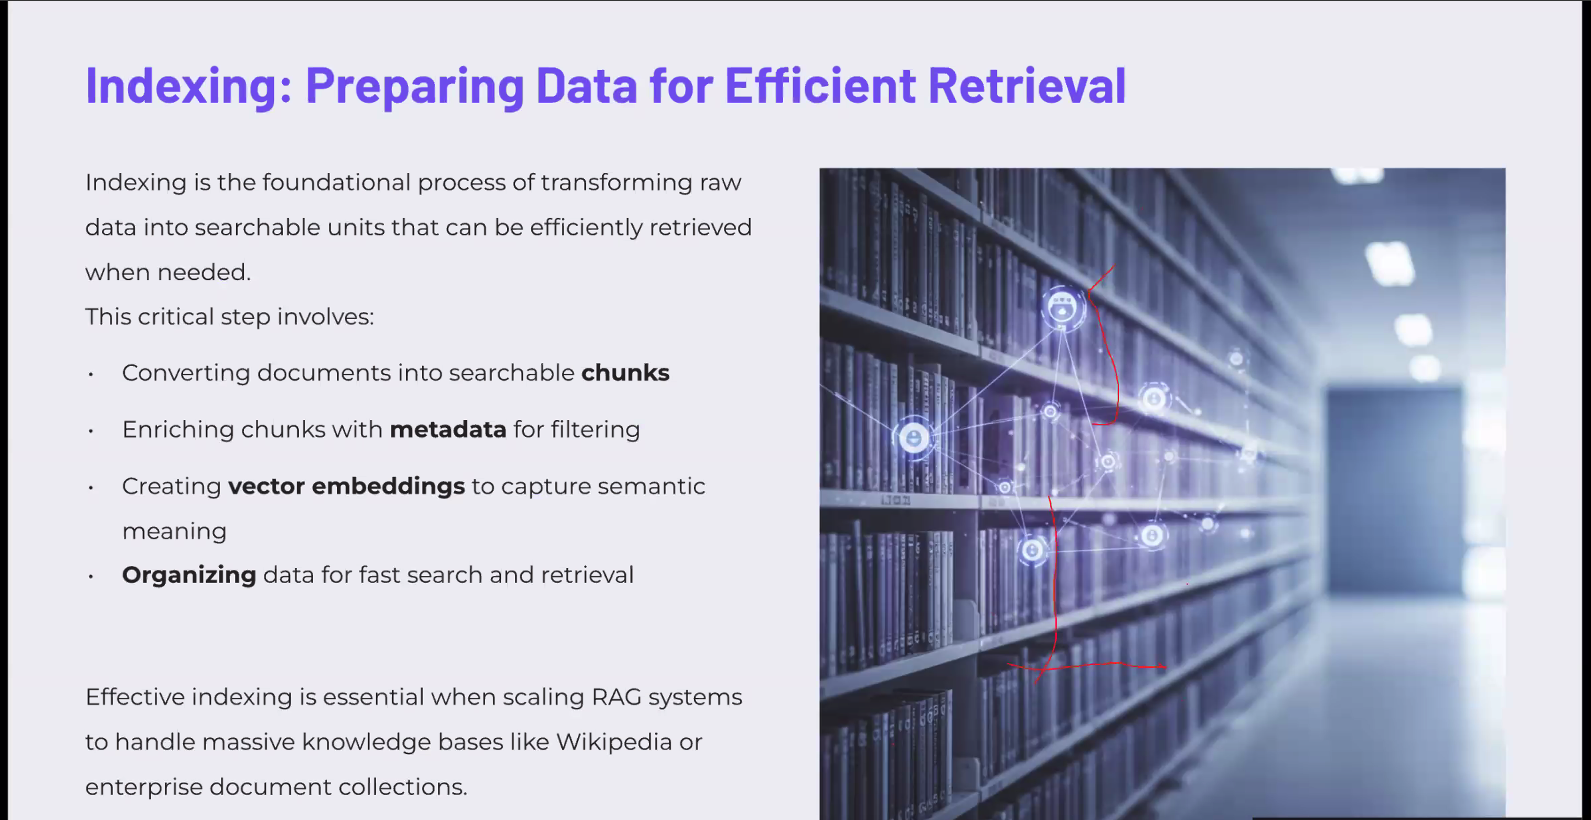 Indexing: Preparing Data for Efficient Retrieval
Indexing is the foundational process of transforming raw
data into searchable units that can be efficiently retrieved
when needed.
This critical step involves:
• Converting documents into searchable chunks
• Enriching chunks with metadata for filtering
• Creating vector embeddings to capture semantic
meaning
• Organizing data for fast search and retrieval
Effective indexing is essential when scaling RAG systems
to handle massive knowledge bases like Wikipedia or
enterprise document collections.